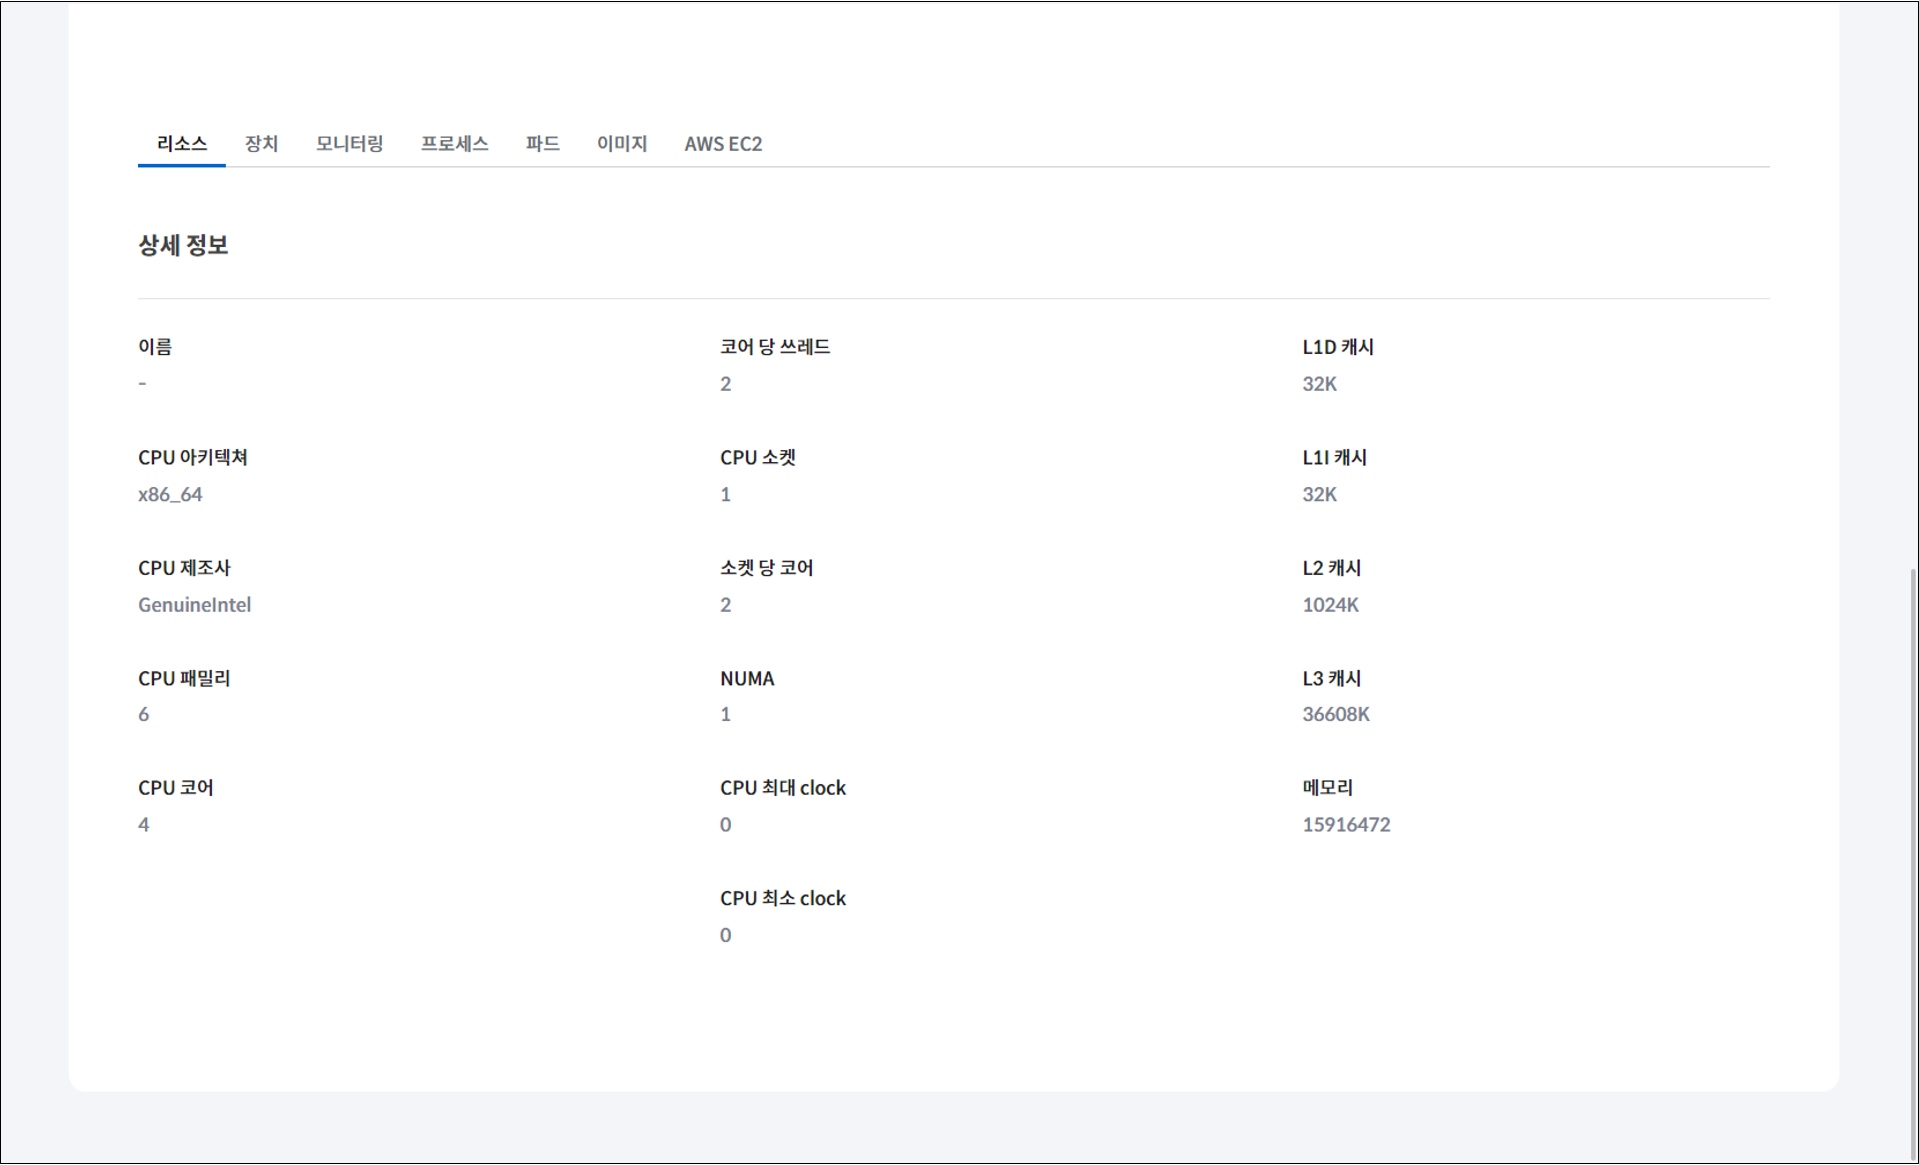 리소스 장치 모니터링 프로세스 파드 이미지 AWS EC2
상세 정보
이름
-
CPU 아키텍쳐
x86_64
CPU 제조사
GenuineIntel
CPU 패밀리
6
CPU 코어
4
코어 당 쓰레드
2
CPU 소켓
1
소켓 당 코어
2
NUMA
1
CPU 최대 clock
0
CPU 최소 clock
0
L1D 캐시
32K
L1I 캐시
32K
L2 캐시
1024K
L3 캐시
36608K
메모리
15916472